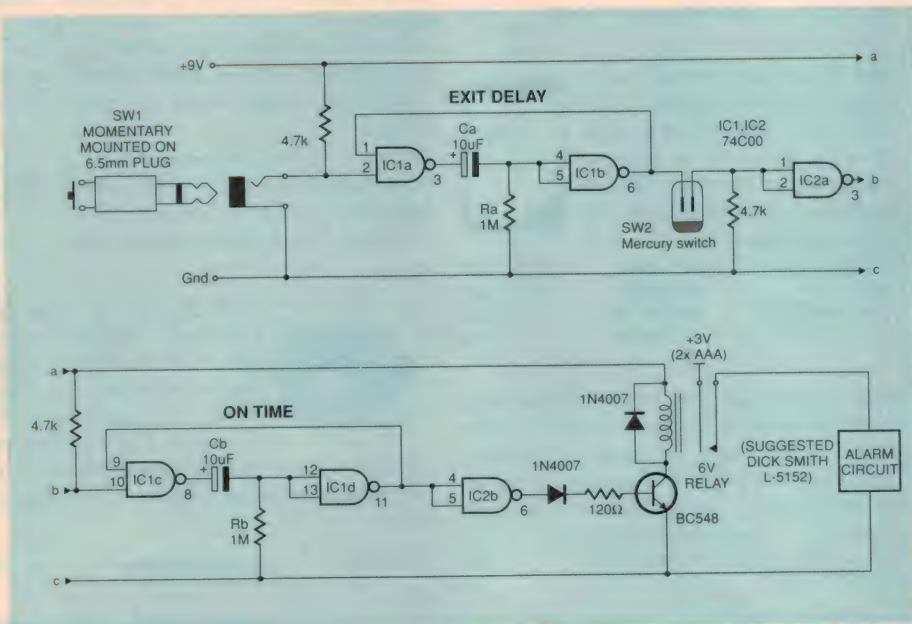 +9V
a
EXIT DELAY
SW1
MOMENTARY
MOUNTED ON
6.5mm PLUG
4.7k
1
2
IC1a
3
Ca
10uF
+
4
5
IC1b
6
IC1,IC2
74C00
1
2
IC2a
3
b
Ra
1M
SW2
Mercury switch
4.7k
Gnd
c
+3V
(2x AAA)
a
4.7k
ON TIME
1N4007
9
10
IC1c
8
Cb
10uF
+
12
13
IC1d
11
4
5
IC2b
6
1N4007
120Ω
BC548
6V
RELAY
(SUGGESTED
DICK SMITH
L-5152)
ALARM
CIRCUIT
b
Rb
1M
c